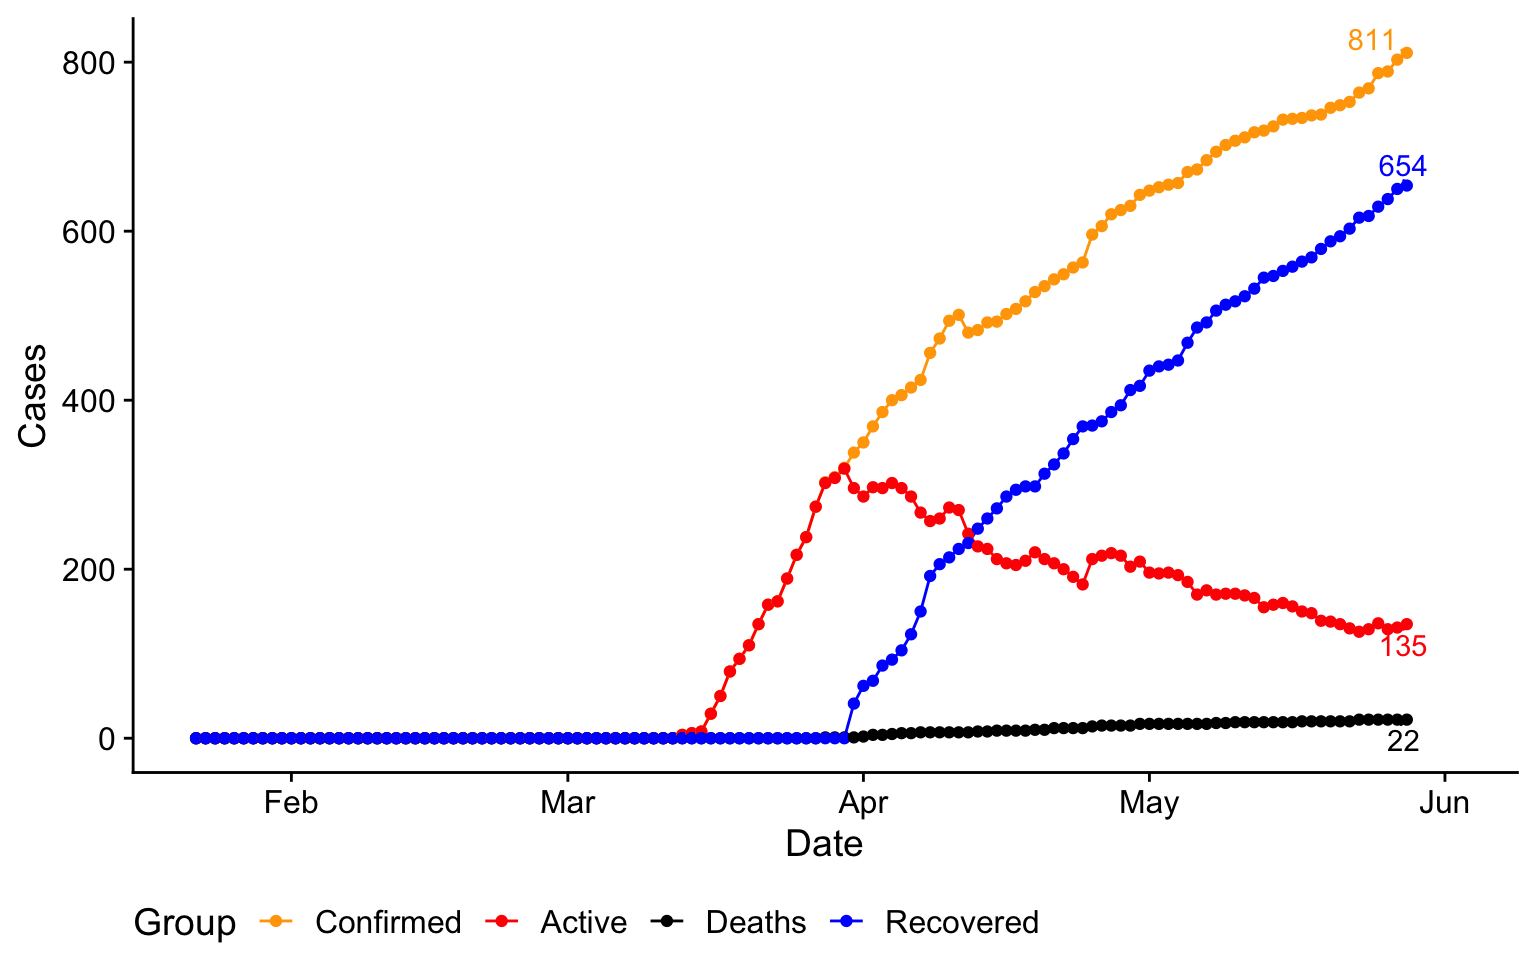 811
800
654
600
Cases
400
200
135
0
22
Feb Mar Apr May Jun
Date
Group Confirmed Active Deaths Recovered